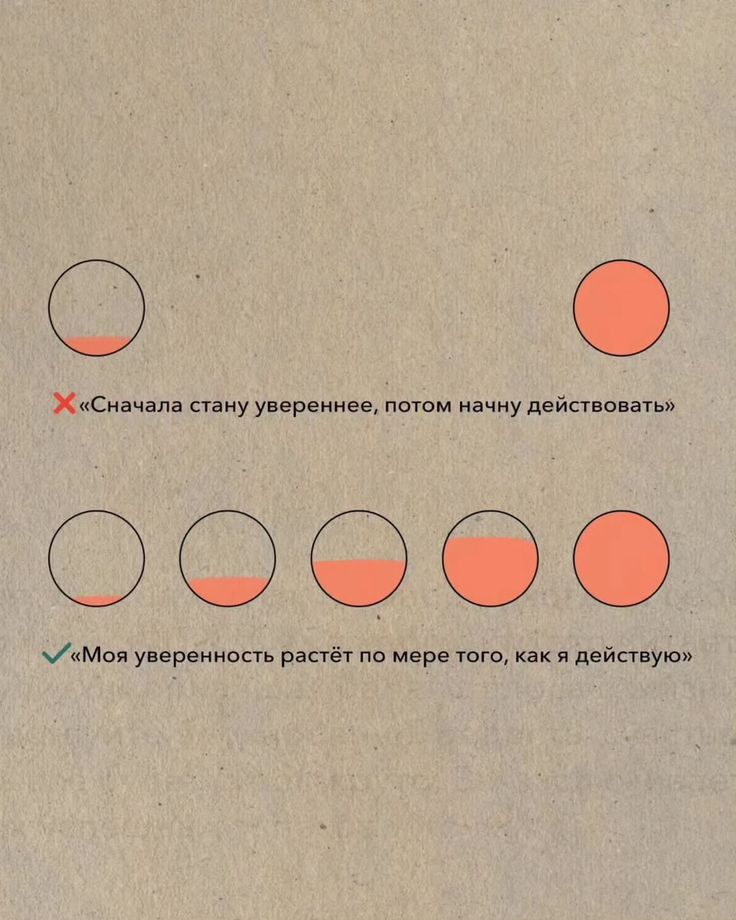 ❌«Сначала стану увереннее, потом начну действовать»
✓«Моя уверенность растёт по мере того, как я действую»